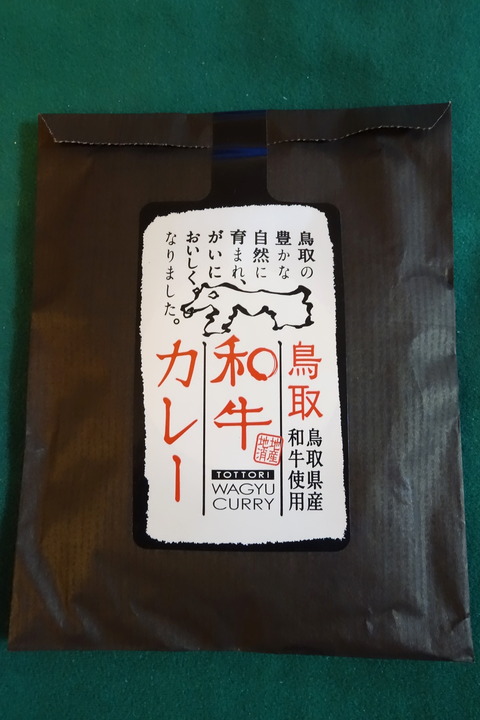 鳥取の
豊かな
自然に
育まれ、
がいに
おいしく
なりました。
鳥取
和牛
カレー
鳥取県産
和牛使用
地産
地消
TOTTORI
WAGYU
CURRY